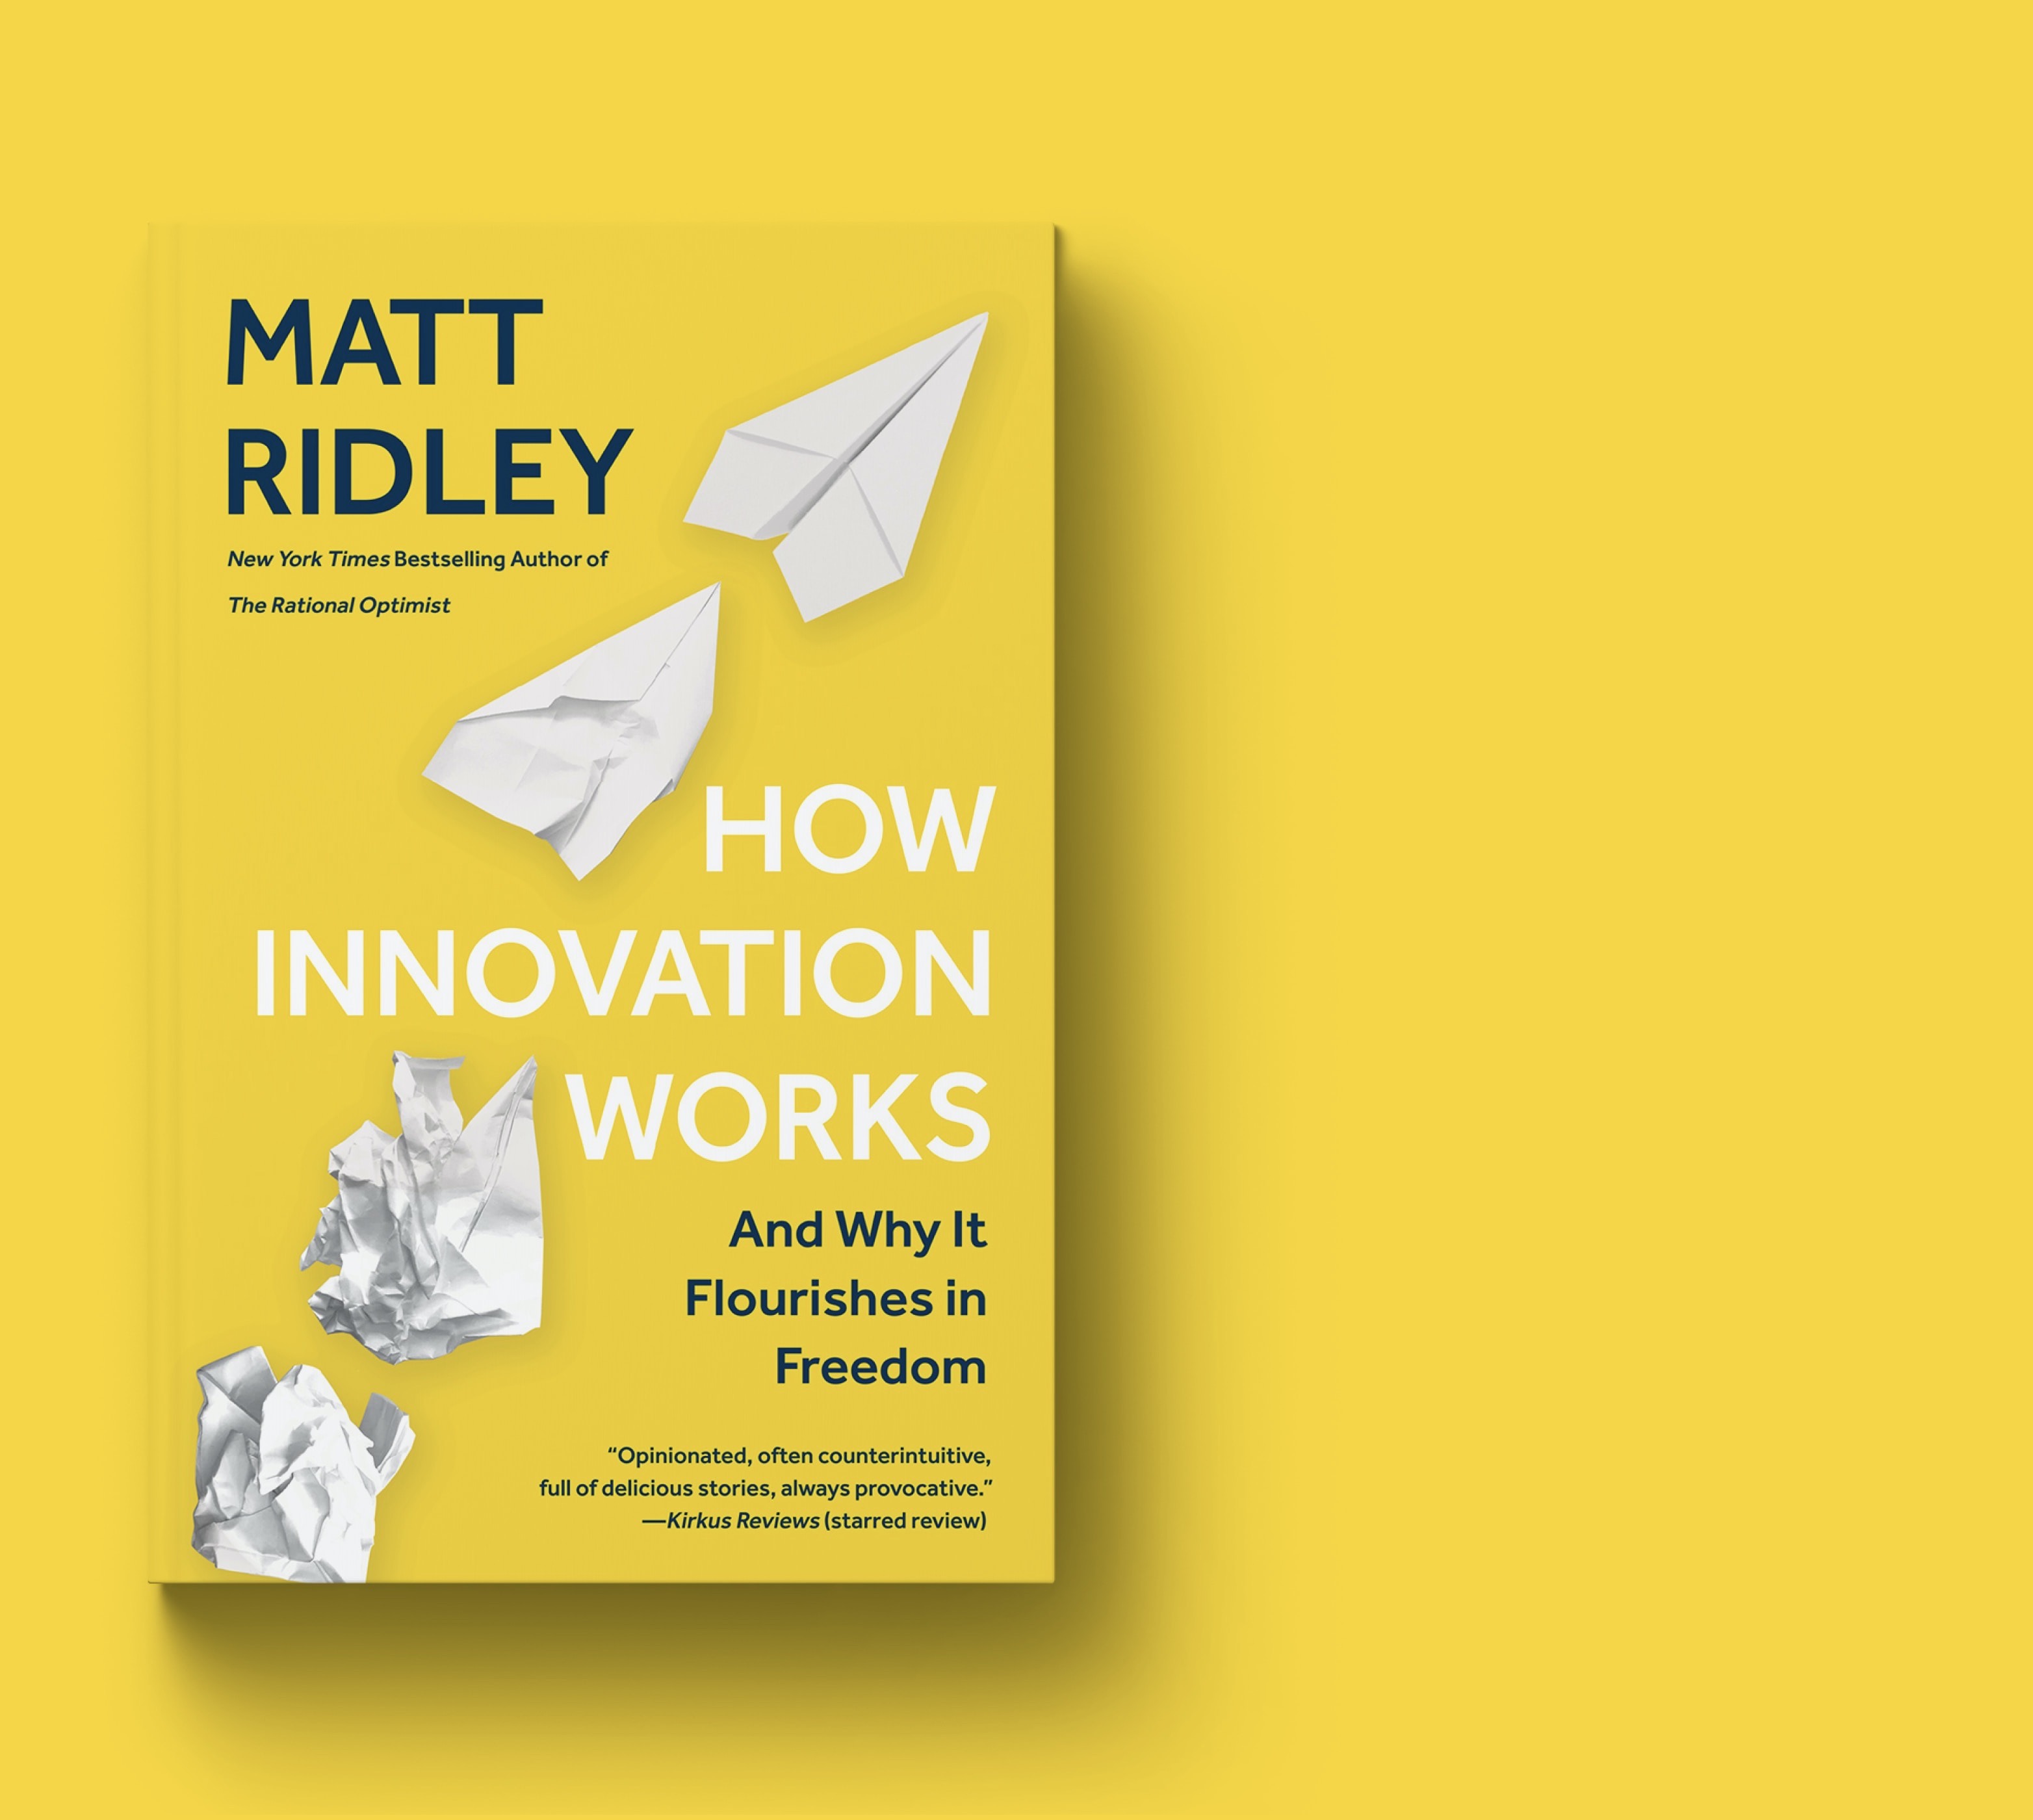 MATT
RIDLEY
New York Times Bestselling Author of
The Rational Optimist
HOW
INNOVATION
WORKS
And Why It
Flourishes in
Freedom
“Opinionated, often counterintuitive,
full of delicious stories, always provocative.”
—Kirkus Reviews (starred review)